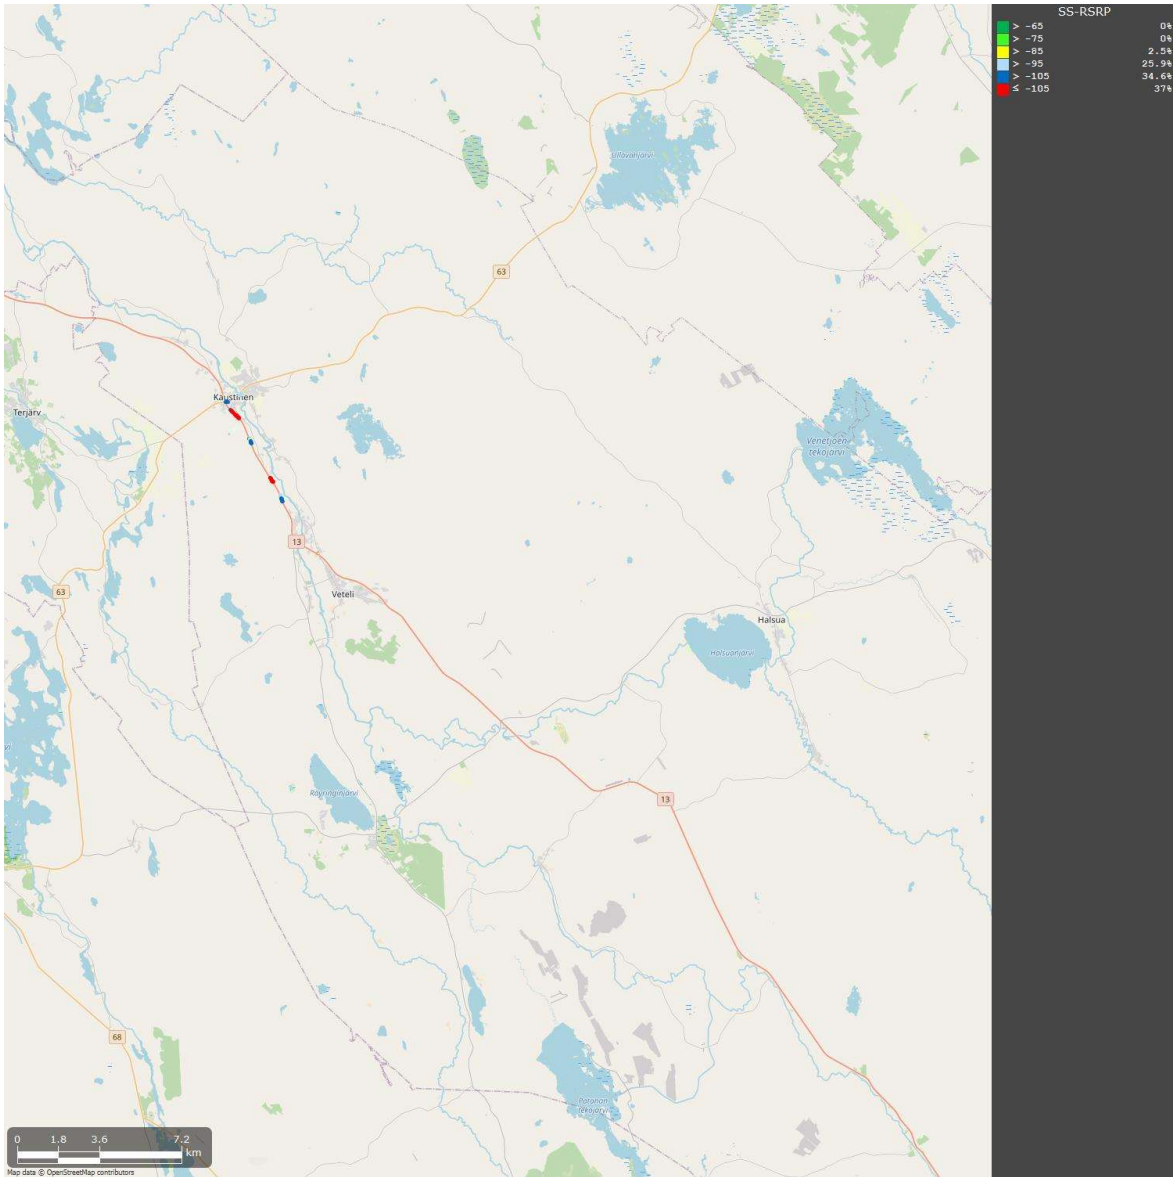 SS-RSRP
> -65 0%
> -75 0%
> -85 2.5%
> -95 25.9%
> -105 34.6%
≤ -105 37%
Ullavanjärvi
63
Kaustinen
Terjärv
Venetjoen
tekojärvi
13
63
Veteli
Halsua
Halsuanjärvi
vi
Räyringinjärvi
13
68
Patanan
tekojärvi
0 1.8 3.6 7.2
km
Map data © OpenStreetMap contributors